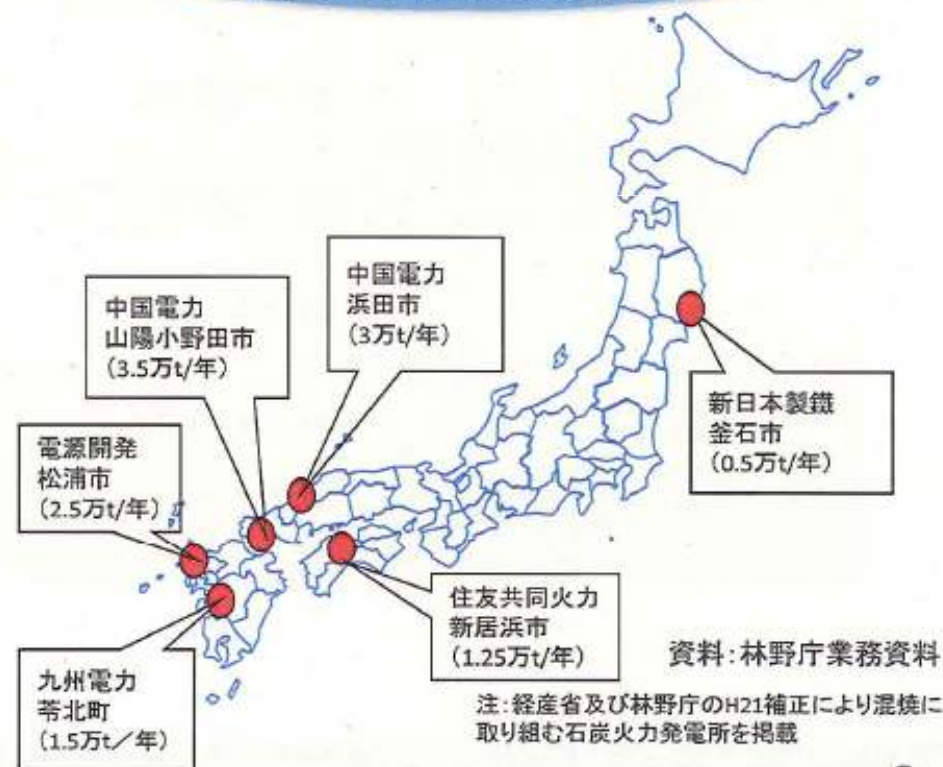 中国電力
浜田市
(3万t/年)
中国電力
山陽小野田市
(3.5万t/年)
新日本製鐵
釜石市
(0.5万t/年)
電源開発
松浦市
(2.5万t/年)
住友共同火力
新居浜市
(1.25万t/年)
九州電力
苓北町
(1.5万t／年)
資料：林野庁業務資料
注：経産省及び林野庁のH21補正により混焼に
取り組む石炭火力発電所を掲載